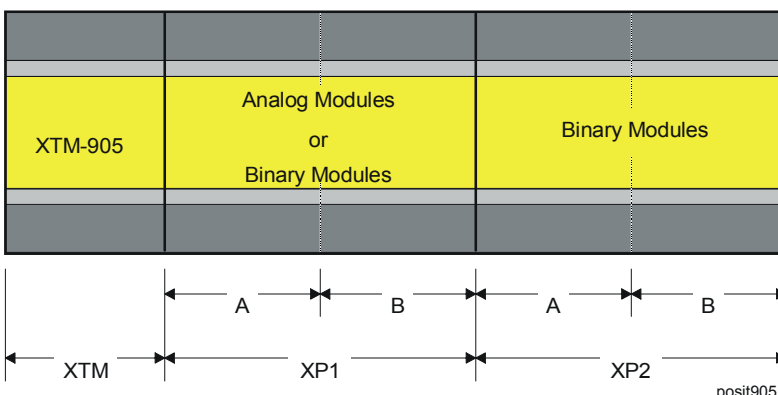 XTM-905
Analog Modules
or
Binary Modules
Binary Modules
A
B
A
B
XTM
XP1
XP2
posit905